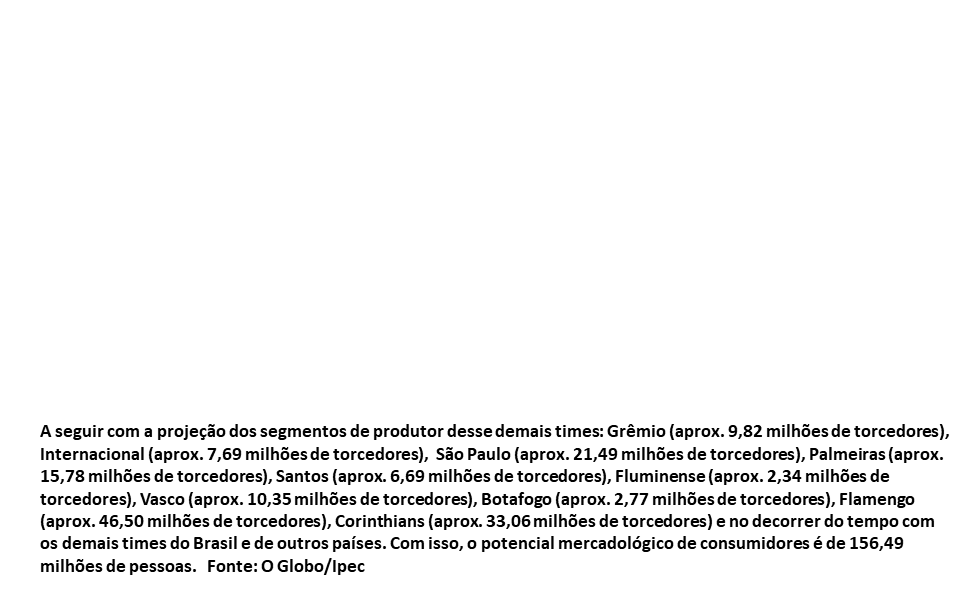 A seguir com a projeção dos segmentos de produtor desse demais times: Grêmio (aprox. 9,82 milhões de torcedores),
Internacional (aprox. 7,69 milhões de torcedores),  São Paulo (aprox. 21,49 milhões de torcedores), Palmeiras (aprox.
15,78 milhões de torcedores), Santos (aprox. 6,69 milhões de torcedores), Fluminense (aprox. 2,34 milhões de
torcedores), Vasco (aprox. 10,35 milhões de torcedores), Botafogo (aprox. 2,77 milhões de torcedores), Flamengo
(aprox. 46,50 milhões de torcedores), Corinthians (aprox. 33,06 milhões de torcedores) e no decorrer do tempo com
os demais times do Brasil e de outros países. Com isso, o potencial mercadológico de consumidores é de 156,49
milhões de pessoas.   Fonte: O Globo/Ipec